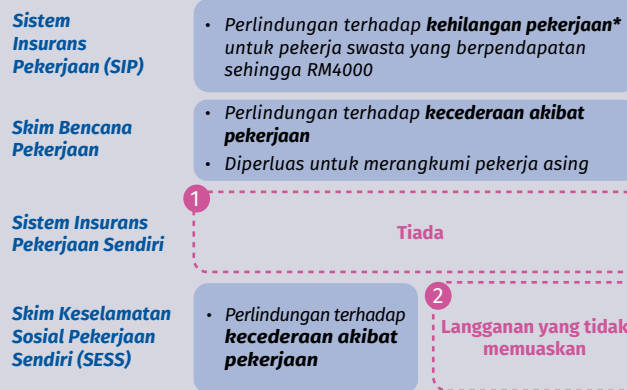 Sistem
Insurans
Pekerjaan (SIP)
• Perlindungan terhadap kehilangan pekerjaan*
untuk pekerja swasta yang berpendapatan
sehingga RM4000
Skim Bencana
Pekerjaan
• Perlindungan terhadap kecederaan akibat
pekerjaan
• Diperluas untuk merangkumi pekerja asing
Sistem Insurans
Pekerjaan Sendiri
1
Tiada
Skim Keselamatan
Sosial Pekerjaan
Sendiri (SESS)
• Perlindungan terhadap
kecederaan akibat
pekerjaan
2
Langganan yang tidak
memuaskan